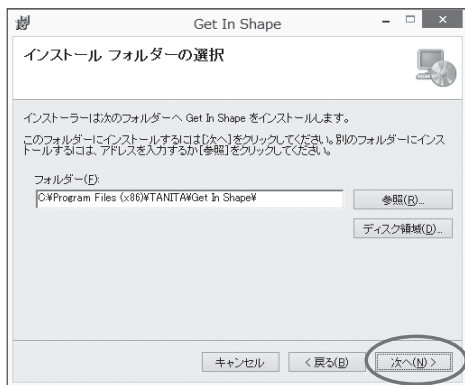 Get In Shape
インストール フォルダーの選択
インストーラーは次のフォルダーへ Get In Shape をインストールします。
このフォルダーにインストールするには[次へ]をクリックしてください。別のフォルダーにインス
トールするには、アドレスを入力するか[参照]をクリックしてください。
フォルダー(F):
C:¥Program Files (x86)¥TANITA¥Get In Shape¥
参照(R)...
ディスク領域(D)...
キャンセル
< 戻る(B)
次へ(N) >